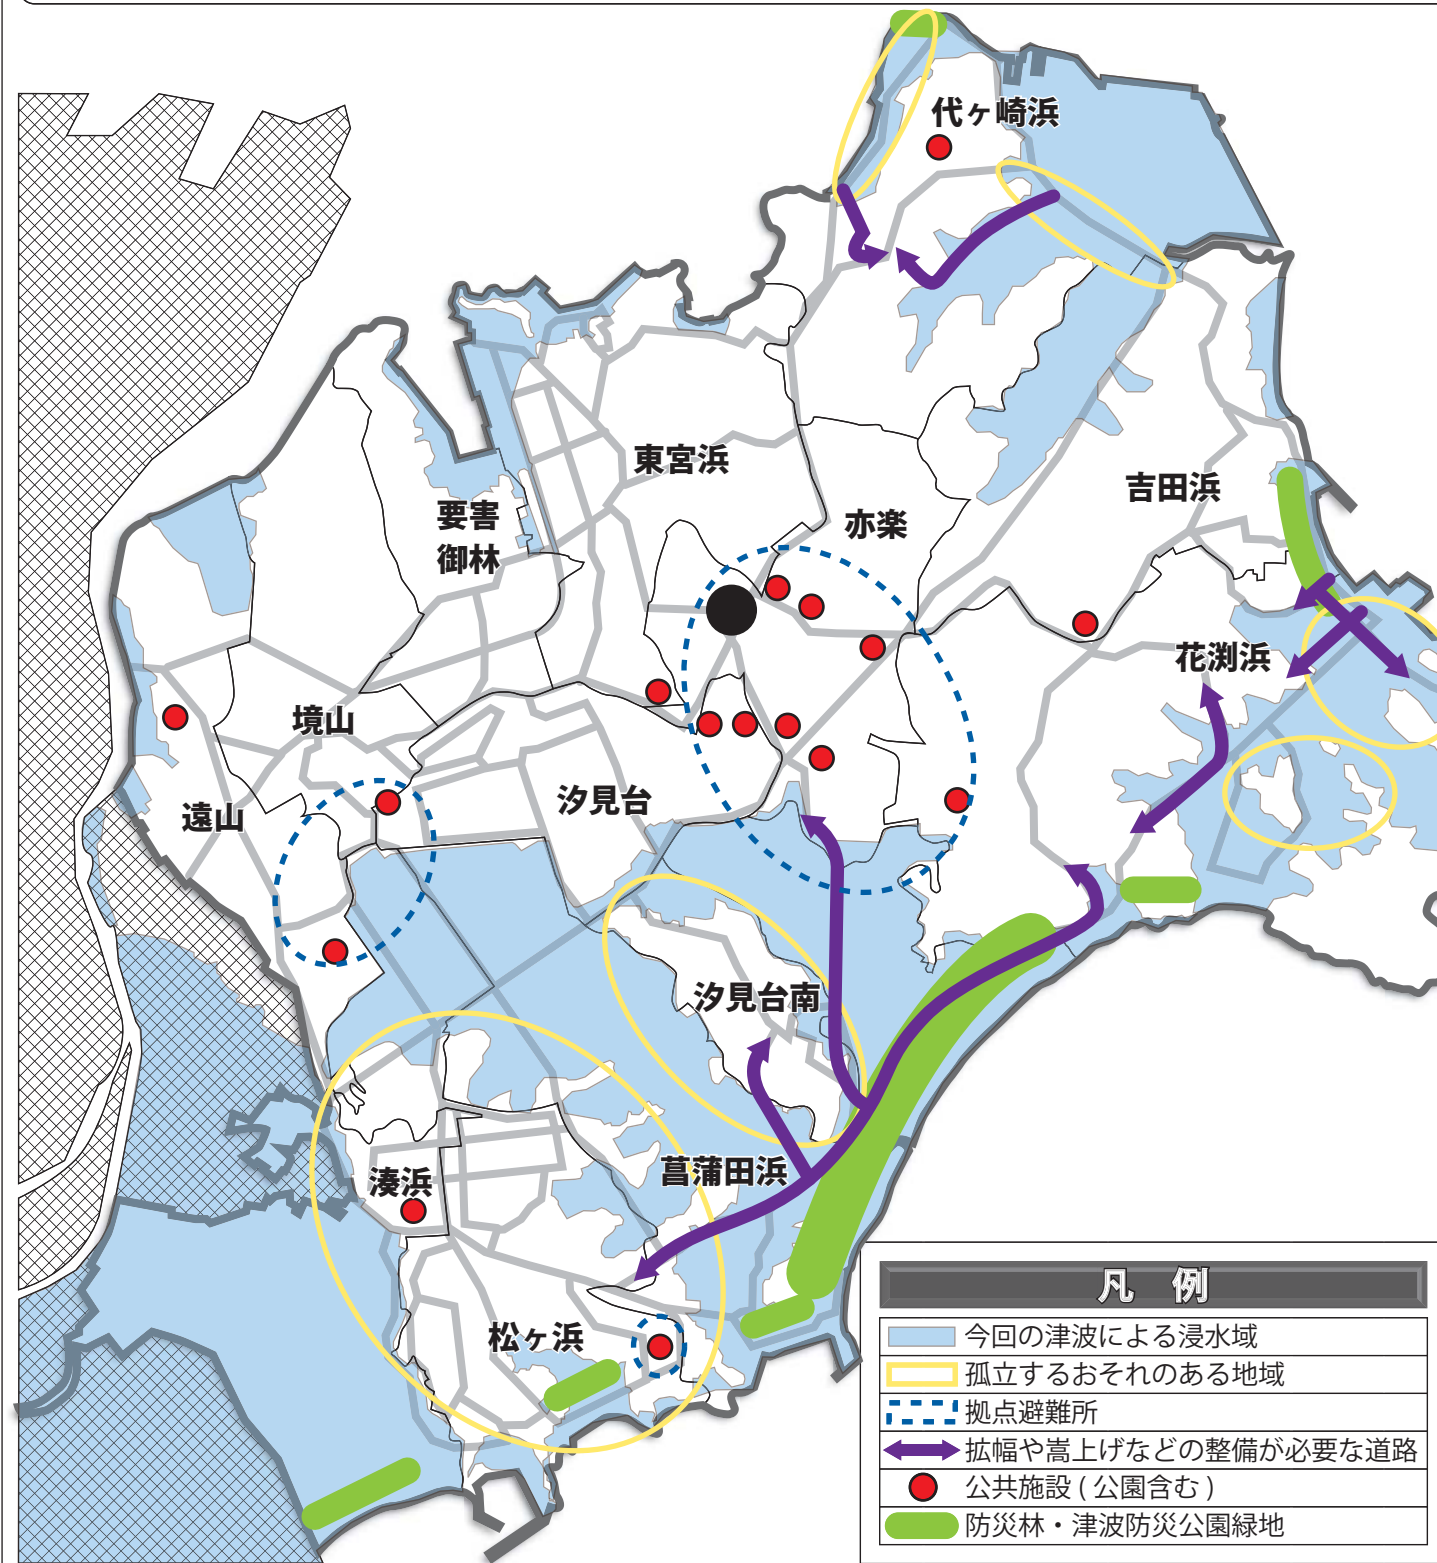 代ヶ崎浜
東宮浜
要害
御林
赤楽
吉田浜
花渕浜
境山
遠山
汐見台
汐見台南
菖蒲田浜
湊浜
松ヶ浜
凡 例
今回の津波による浸水域
孤立するおそれのある地域
拠点避難所
拡幅や嵩上げなどの整備が必要な道路
公共施設 ( 公園含む )
防災林・津波防災公園緑地